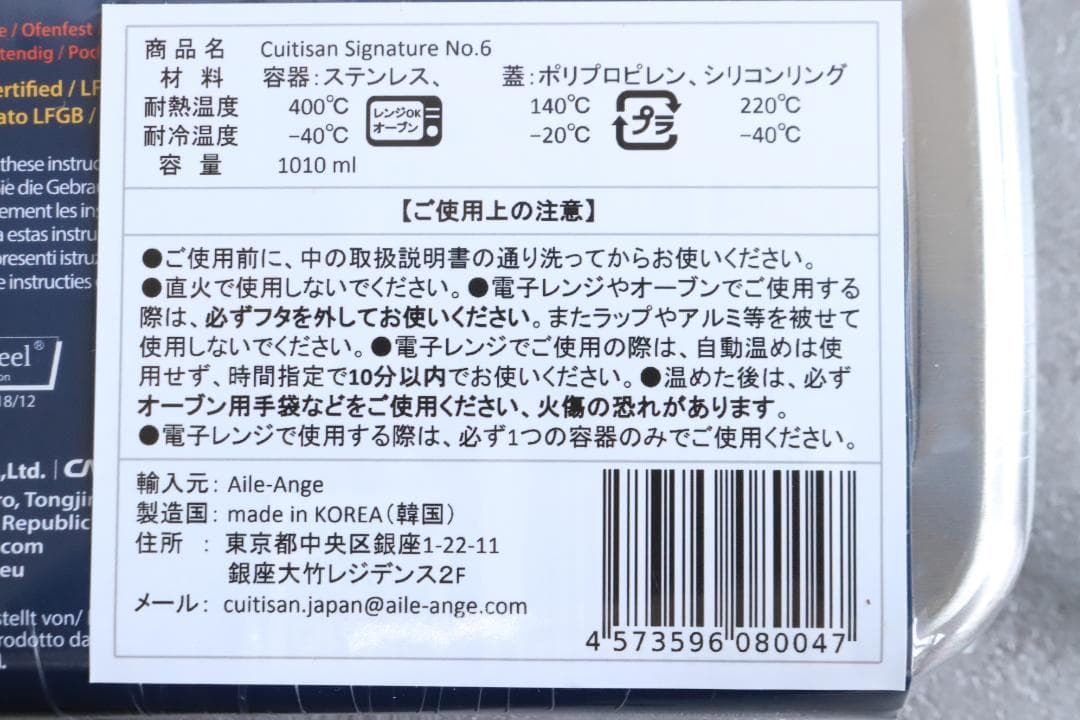 / Ofenfest
/ Poc
ertified / LF
ato LFGB /
these instruc
ie die Gebra
ement les ins
a estas instru
presenti istru
e instructies
eel®
on
18/12
,Ltd. | CA
ro, Tongjin
Republic
com
eu
stellt von/
rodotto da
商品名 Cuitisan Signature No.6
材料 容器：ステンレス、 蓋：ポリプロピレン、シリコンリング
耐熱温度 400℃ レンジOK オーブン 140℃ プラ 220℃
耐冷温度 −40℃ −20℃ −40℃
容量 1010 ml
【ご使用上の注意】
●ご使用前に、中の取扱説明書の通り洗ってからお使いください。
●直火で使用しないでください。●電子レンジやオーブンでご使用する
際は、必ずフタを外してお使いください。またラップやアルミ等を被せて
使用しないでください。●電子レンジでご使用の際は、自動温めは使
用せず、時間指定で10分以内でお使いください。●温めた後は、必ず
オーブン用手袋などをご使用ください、火傷の恐れがあります。
●電子レンジで使用する際は、必ず1つの容器のみでご使用ください。
輸入元：Aile-Ange
製造国：made in KOREA（韓国）
住所 ：東京都中央区銀座1-22-11
銀座大竹レジデンス2F
メール：cuitisan.japan@aile-ange.com
4 573596 080047